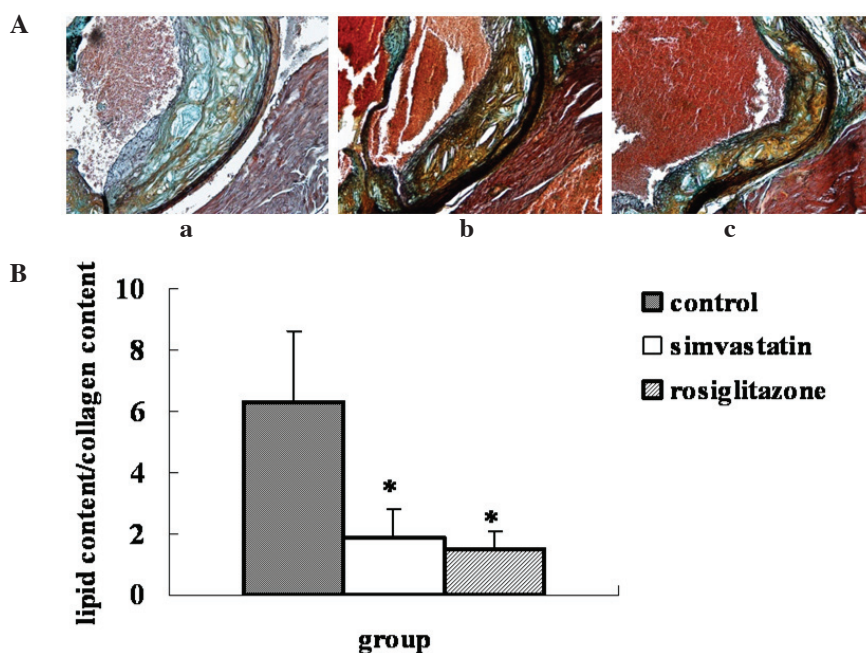 A
a b c
B
lipid content/collagen content
10
8
6
4
2
0
*
*
group
control
simvastatin
rosiglitazone